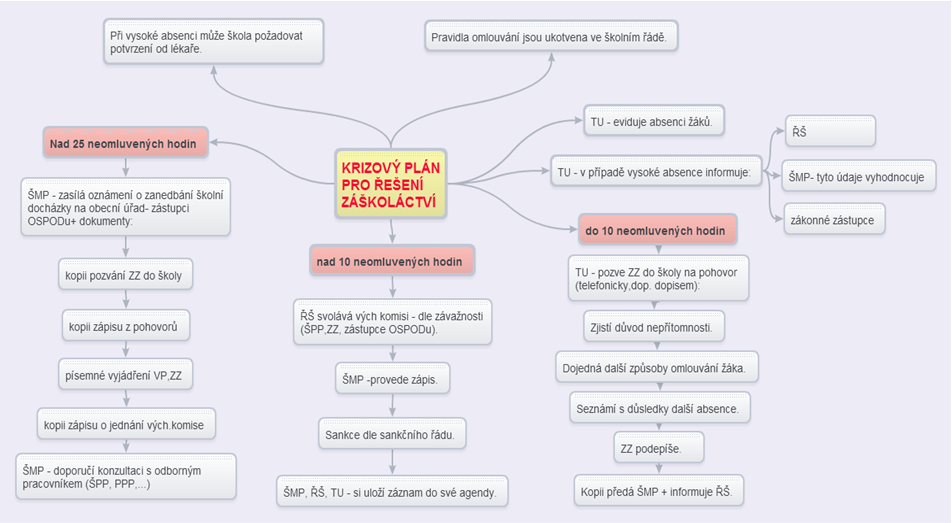 Při vysoké absenci může škola požadovat
potvrzení od lékaře.
Pravidla omlouvání jsou ukotvena ve školním řádě.
KRIZOVÝ PLÁN
PRO ŘEŠENÍ
ZÁŠKOLÁCTVÍ
Nad 25 neomluvených hodin
ŠMP - zasílá oznámení o zanedbání školní
docházky na obecní úřad- zástupci
OSPODu+ dokumenty:
kopii pozvání ZZ do školy
kopii zápisu z pohovorů
písemné vyjádření VP,ZZ
kopii zápisu o jednání vých.komise
ŠMP - doporučí konzultaci s odborným
pracovníkem (ŠPP, PPP,...)
nad 10 neomluvených hodin
ŘŠ svolává vých komisi - dle závažnosti
(ŠPP,ZZ, zástupce OSPODu).
ŠMP -provede zápis.
Sankce dle sankčního řádu.
ŠMP, ŘŠ, TU - si uloží záznam do své agendy.
TU - eviduje absenci žáků.
TU - v případě vysoké absence informuje:
ŘŠ
ŠMP- tyto údaje vyhodnocuje
zákonné zástupce
do 10 neomluvených hodin
TU - pozve ZZ do školy na pohovor
(telefonicky,dop. dopisem):
Zjistí důvod nepřítomnosti.
Dojedná další způsoby omlouvání žáka.
Seznámí s důsledky další absence.
ZZ podepíše.
Kopii předá ŠMP + informuje ŘŠ.